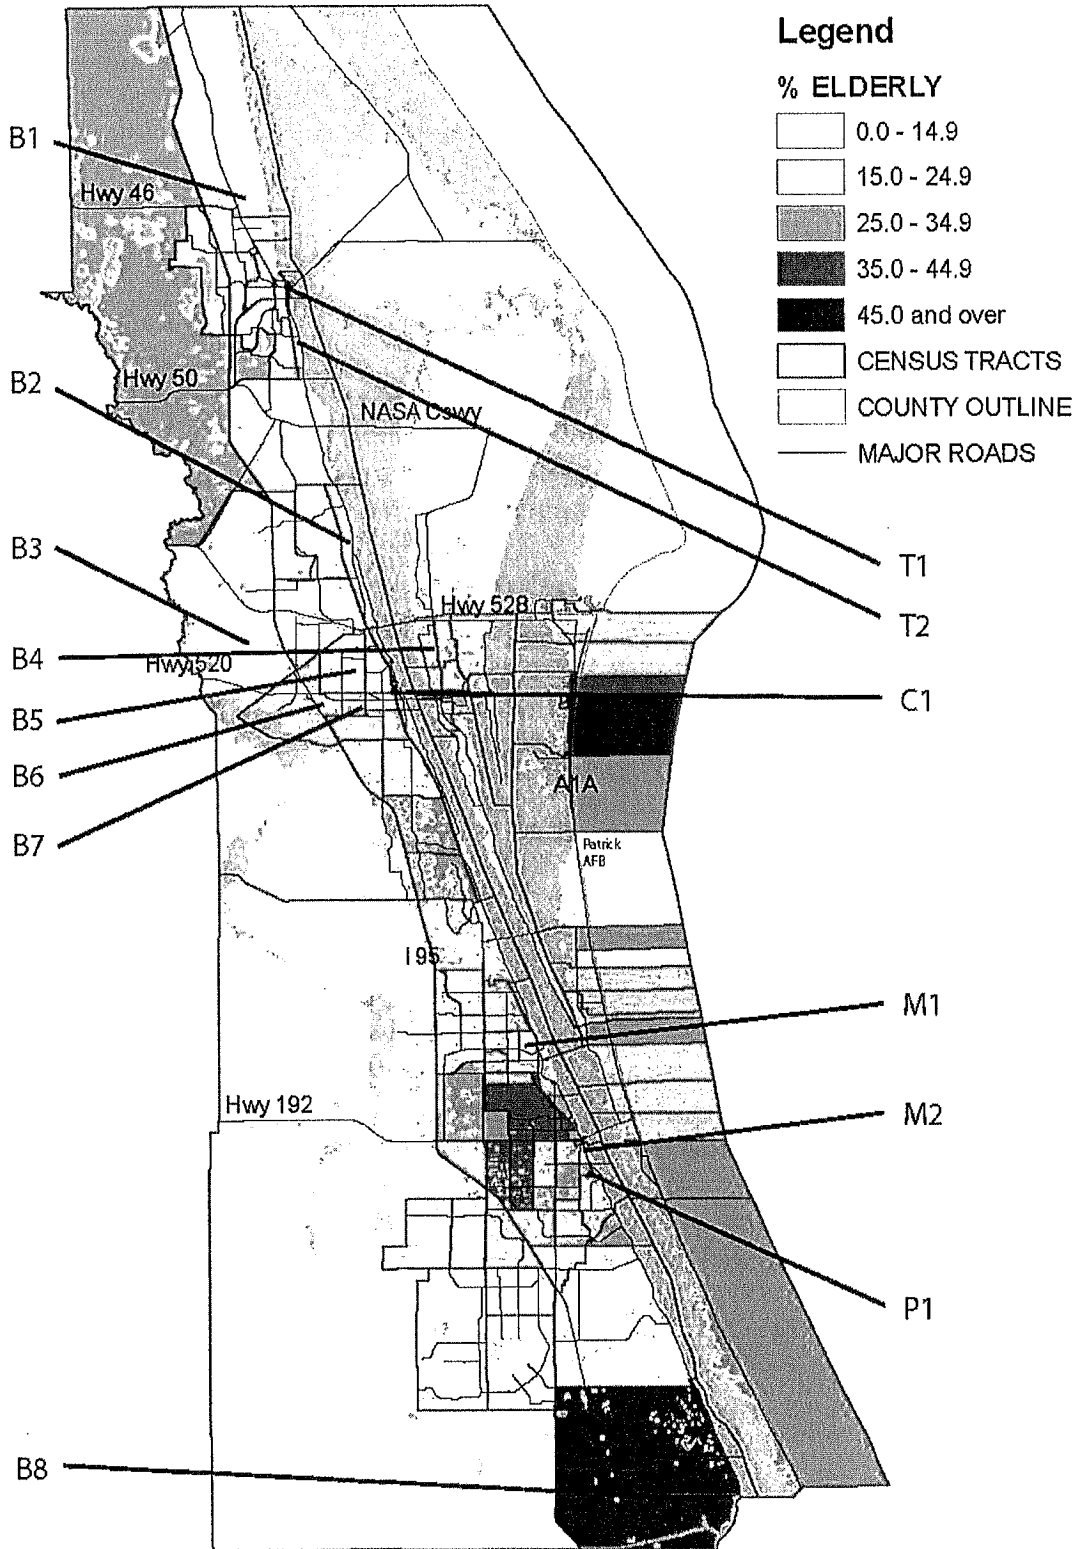 Legend
% ELDERLY
0.0 - 14.9
15.0 - 24.9
25.0 - 34.9
35.0 - 44.9
45.0 and over
CENSUS TRACTS
COUNTY OUTLINE
MAJOR ROADS
B1
Hwy 46
B2
Hwy 50
NASA Cswy
B3
T1
Hwy 528
T2
B4
Hwy 520
C1
B5
B6
A1A
B7
Patrick
AFB
I 95
M1
Hwy 192
M2
P1
B8